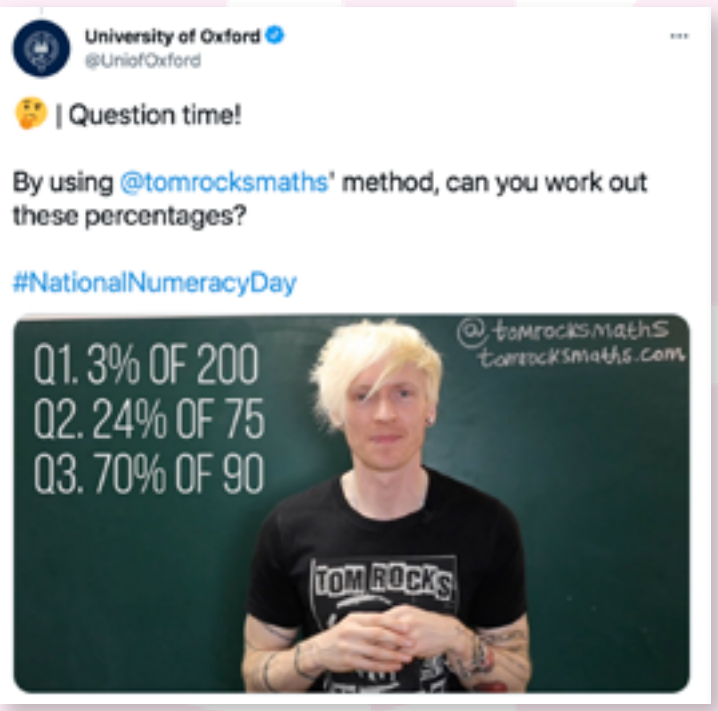 University of Oxford
@UniofOxford
🤔 | Question time!
By using @tomrocksmaths' method, can you work out
these percentages?
#NationalNumeracyDay
@tomrocksmaths
tomrocksmaths.com
Q1. 3% OF 200
Q2. 24% OF 75
Q3. 70% OF 90
TOM ROCKS